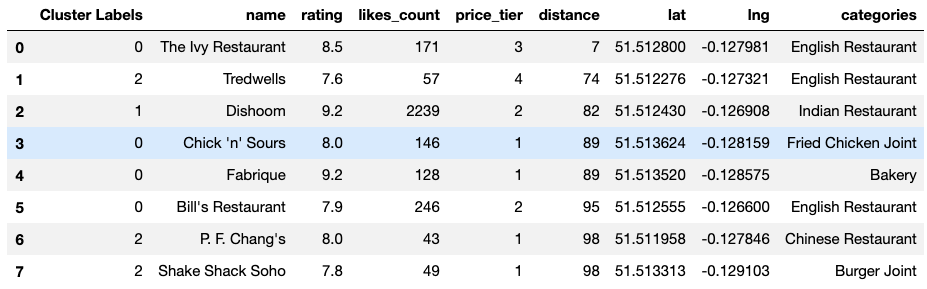 Cluster Labels name rating likes_count price_tier distance lat lng categories
0 0 The Ivy Restaurant 8.5 171 3 7 51.512800 -0.127981 English Restaurant
1 2 Tredwells 7.6 57 4 74 51.512276 -0.127321 English Restaurant
2 1 Dishoom 9.2 2239 2 82 51.512430 -0.126908 Indian Restaurant
3 0 Chick 'n' Sours 8.0 146 1 89 51.513624 -0.128159 Fried Chicken Joint
4 0 Fabrique 9.2 128 1 89 51.513520 -0.128575 Bakery
5 0 Bill's Restaurant 7.9 246 2 95 51.512555 -0.126600 English Restaurant
6 2 P. F. Chang's 8.0 43 1 98 51.511958 -0.127846 Chinese Restaurant
7 2 Shake Shack Soho 7.8 49 1 98 51.513313 -0.129103 Burger Joint